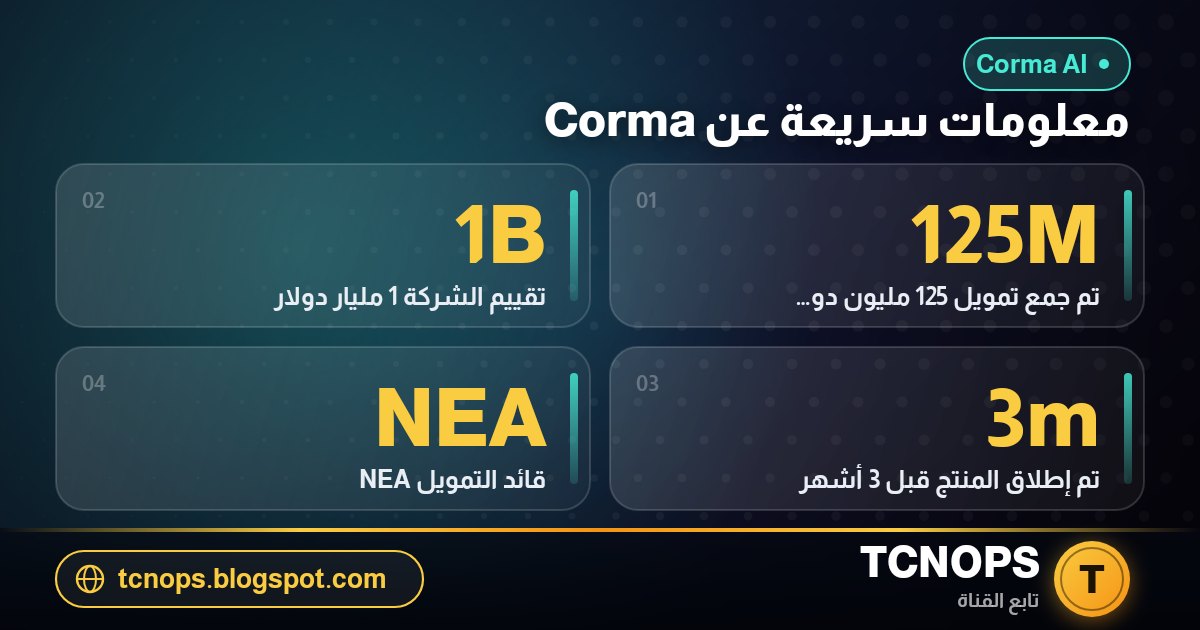 Corma AI
معلومات سريعة عن Corma
01
125M
تم جمع تمويل 125 مليون دو...
02
1B
تقييم الشركة 1 مليار دولار
03
3m
تم إطلاق المنتج قبل 3 أشهر
04
NEA
قائد التمويل NEA
T
TCNOPS
تابع القناة
tcnops.blogspot.com